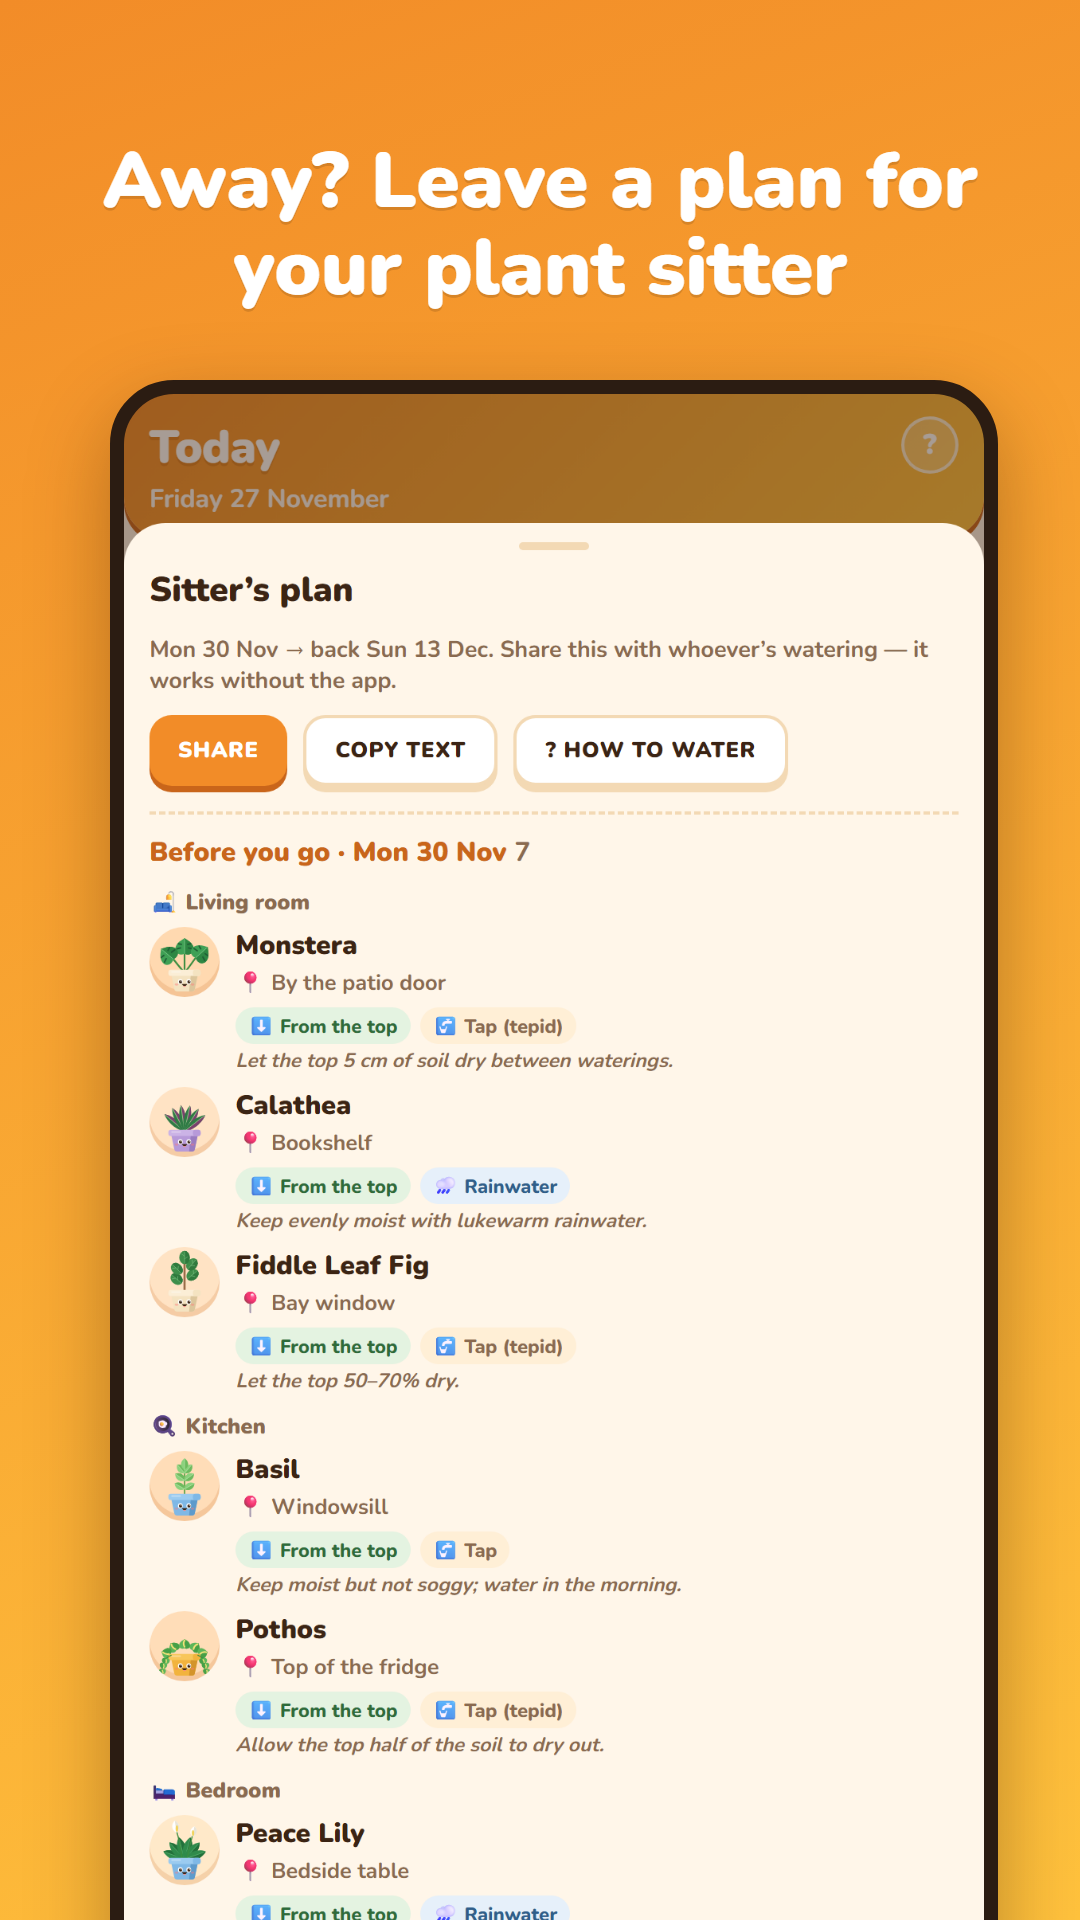 Away? Leave a plan for
your plant sitter
Today
?
Friday 27 November
Sitter’s plan
Mon 30 Nov → back Sun 13 Dec. Share this with whoever’s watering — it
works without the app.
SHARE
COPY TEXT
? HOW TO WATER
Before you go · Mon 30 Nov 7
Living room
Monstera
By the patio door
From the top
Tap (tepid)
Let the top 5 cm of soil dry between waterings.
Calathea
Bookshelf
From the top
Rainwater
Keep evenly moist with lukewarm rainwater.
Fiddle Leaf Fig
Bay window
From the top
Tap (tepid)
Let the top 50–70% dry.
Kitchen
Basil
Windowsill
From the top
Tap
Keep moist but not soggy; water in the morning.
Pothos
Top of the fridge
From the top
Tap (tepid)
Allow the top half of the soil to dry out.
Bedroom
Peace Lily
Bedside table
From the top
Rainwater